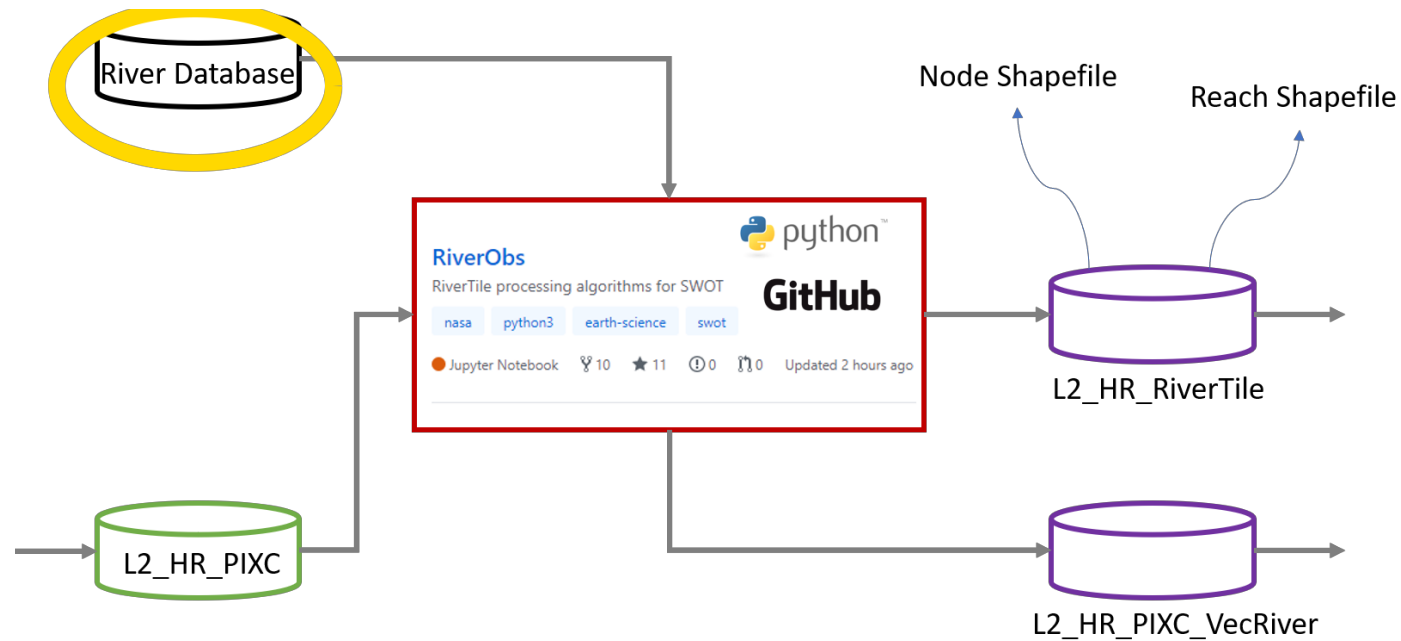 River Database
Node Shapefile
Reach Shapefile
python™
RiverObs
RiverTile processing algorithms for SWOT
GitHub
nasa python3 earth-science swot
Jupyter Notebook 10 11 0 0 Updated 2 hours ago
L2_HR_RiverTile
L2_HR_PIXC
L2_HR_PIXC_VecRiver